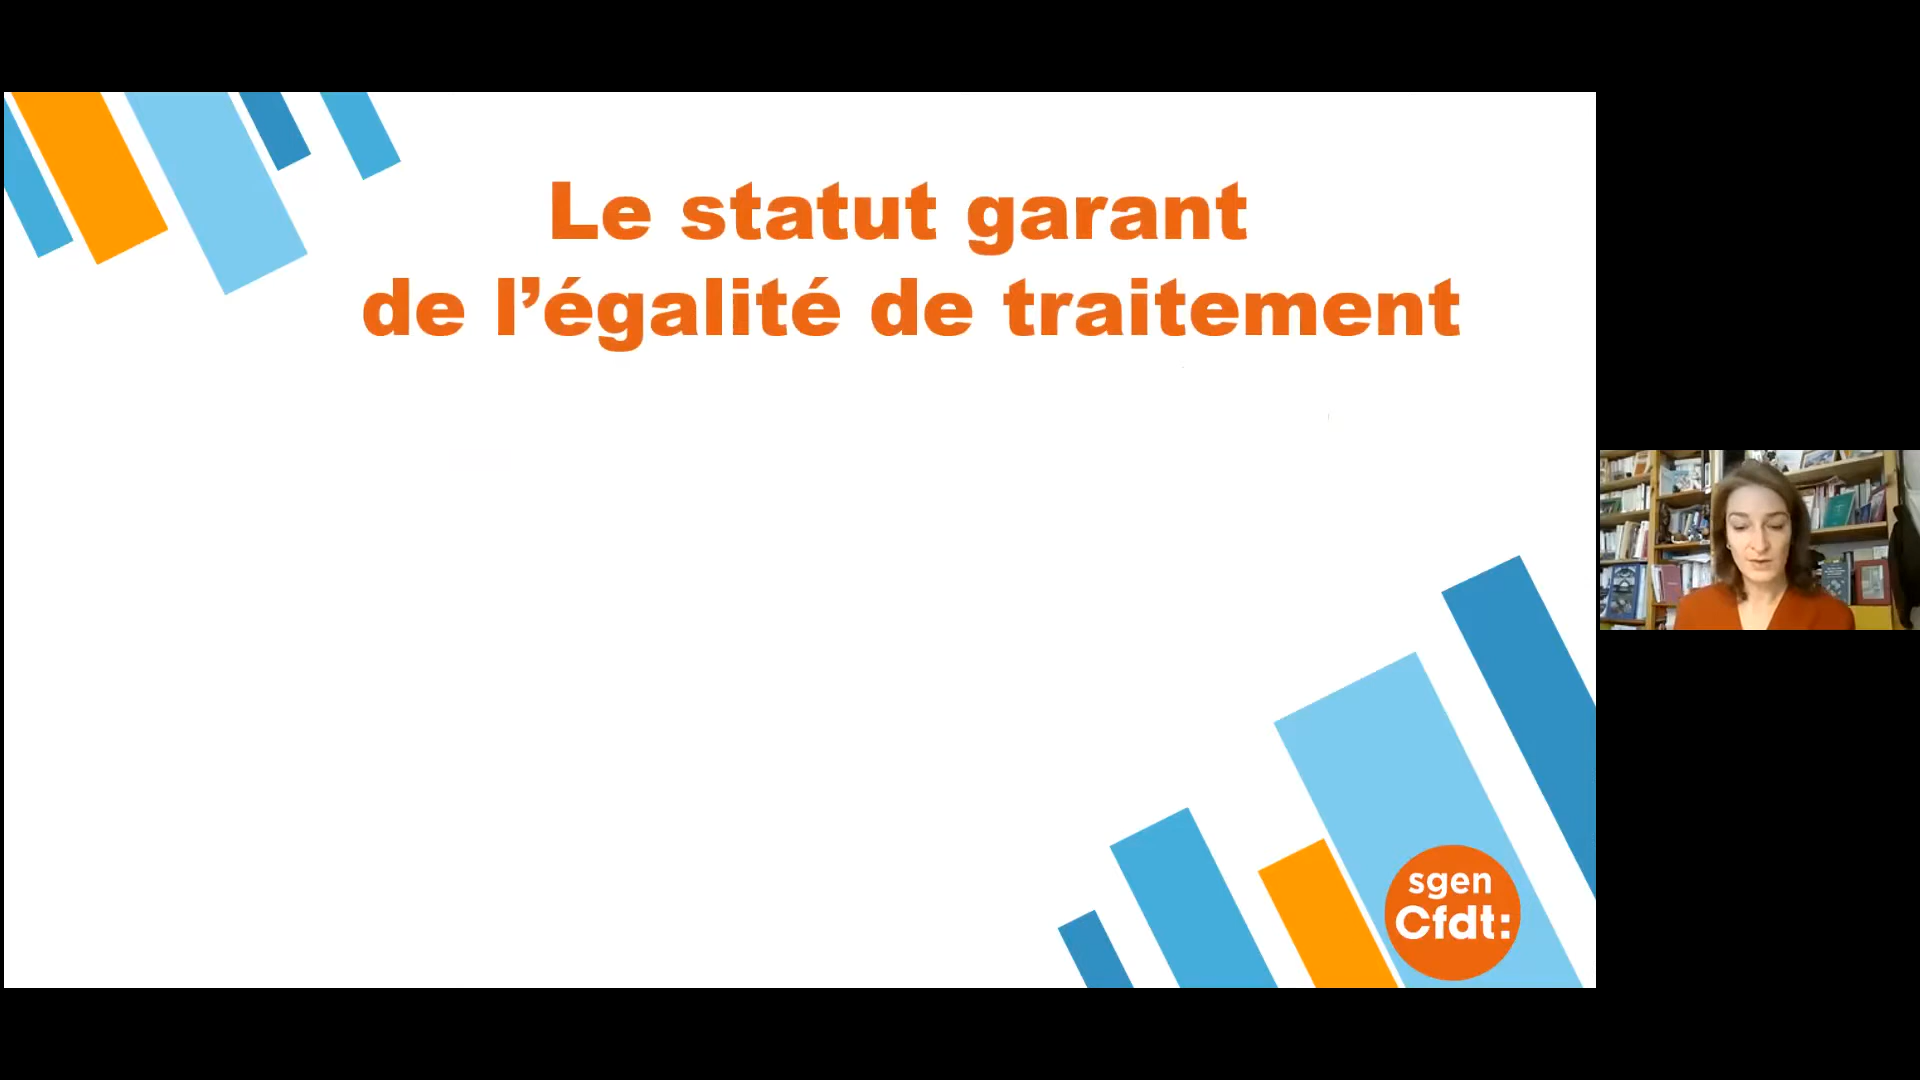 Le statut garant
de l’égalité de traitement
sgen
Cfdt: